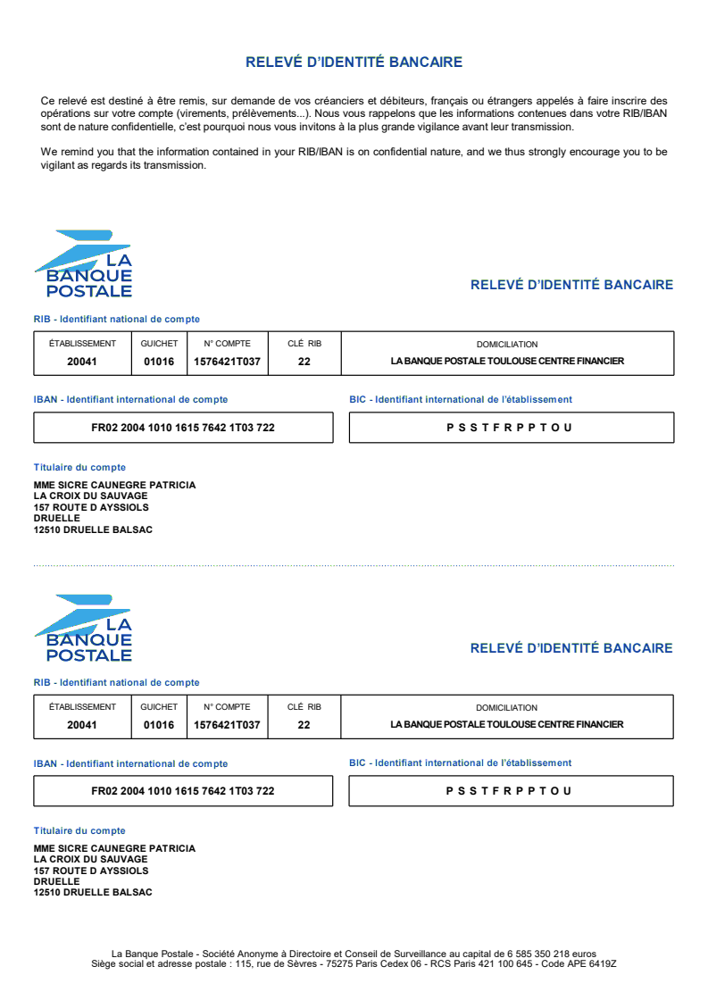 RELEVÉ D'IDENTITÉ BANCAIRE
Ce relevé est destiné à être remis, sur demande de vos créanciers et débiteurs, français ou étrangers appelés à faire inscrire des
opérations sur votre compte (virements, prélèvements...). Nous vous rappelons que les informations contenues dans votre RIB/IBAN
sont de nature confidentielle, c'est pourquoi nous vous invitons à la plus grande vigilance avant leur transmission.
We remind you that the information contained in your RIB/IBAN is on confidential nature, and we thus strongly encourage you to be
vigilant as regards its transmission.
LA
BANQUE
POSTALE
RELEVÉ D'IDENTITÉ BANCAIRE
RIB - Identifiant national de compte
ÉTABLISSEMENT GUICHET N° COMPTE CLÉ RIB DOMICILIATION
20041 01016 1576421T037 22 LA BANQUE POSTALE TOULOUSE CENTRE FINANCIER
IBAN - Identifiant international de compte BIC - Identifiant international de l'établissement
FR02 2004 1010 1615 7642 1T03 722 P S S T F R P P T O U
Titulaire du compte
MME SICRE CAUNEGRE PATRICIA
LA CROIX DU SAUVAGE
157 ROUTE D AYSSIOLS
DRUELLE
12510 DRUELLE BALSAC
LA
BANQUE
POSTALE
RELEVÉ D'IDENTITÉ BANCAIRE
RIB - Identifiant national de compte
ÉTABLISSEMENT GUICHET N° COMPTE CLÉ RIB DOMICILIATION
20041 01016 1576421T037 22 LA BANQUE POSTALE TOULOUSE CENTRE FINANCIER
IBAN - Identifiant international de compte BIC - Identifiant international de l'établissement
FR02 2004 1010 1615 7642 1T03 722 P S S T F R P P T O U
Titulaire du compte
MME SICRE CAUNEGRE PATRICIA
LA CROIX DU SAUVAGE
157 ROUTE D AYSSIOLS
DRUELLE
12510 DRUELLE BALSAC
La Banque Postale - Société Anonyme à Directoire et Conseil de Surveillance au capital de 6 585 350 218 euros
Siège social et adresse postale : 115, rue de Sèvres - 75275 Paris Cedex 06 - RCS Paris 421 100 645 - Code APE 6419Z